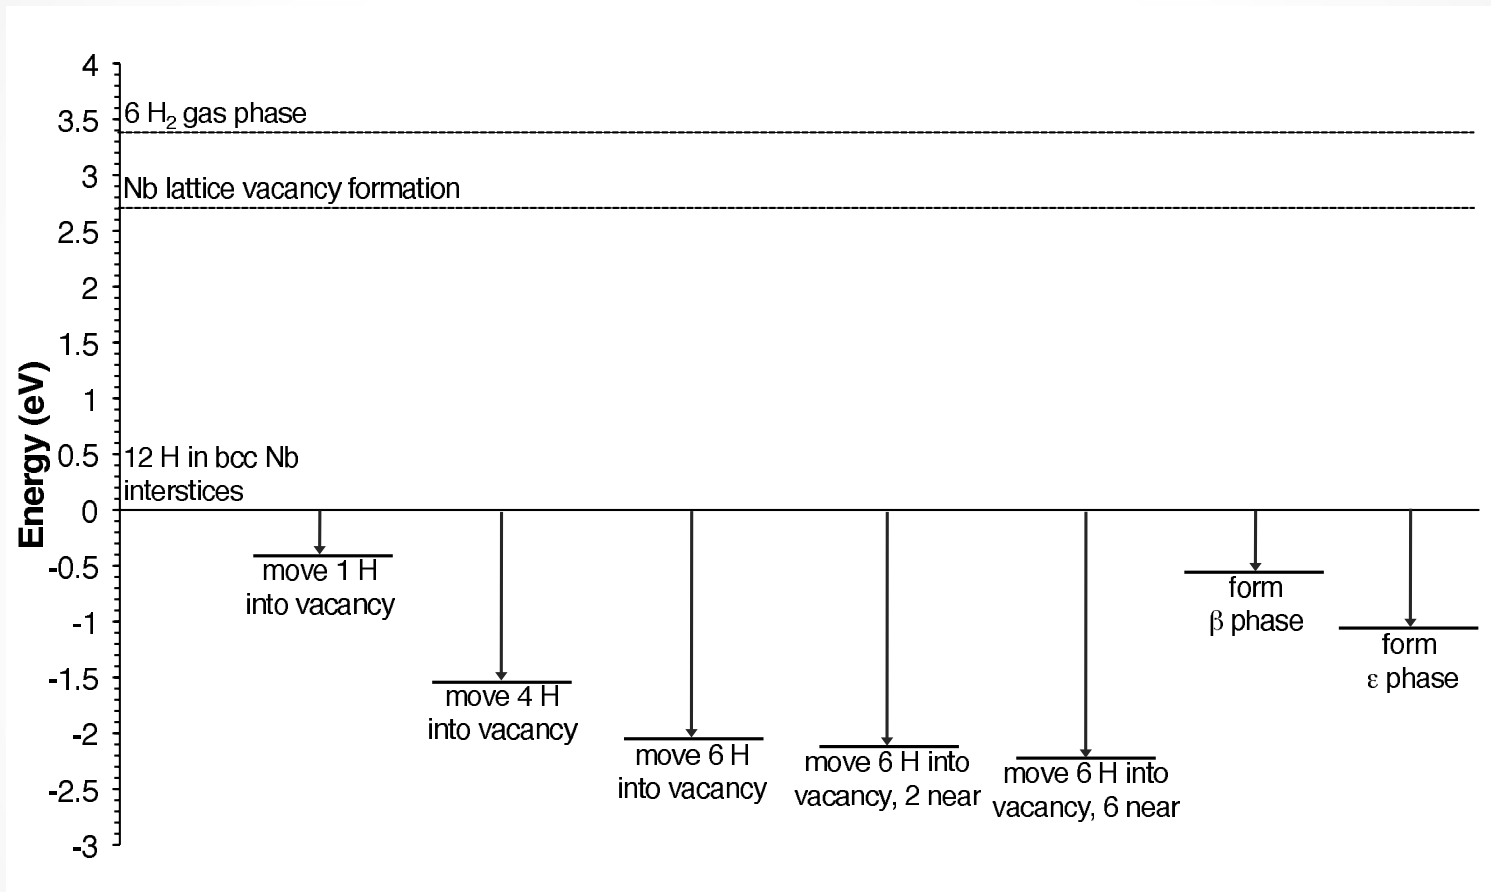 4
6 H₂ gas phase
3.5
3
Nb lattice vacancy formation
2.5
2
1.5
1
Energy (eV)
0.5
12 H in bcc Nb
interstices
0
-0.5
move 1 H
into vacancy
form
β phase
-1
form
ε phase
-1.5
move 4 H
into vacancy
-2
move 6 H
into vacancy
move 6 H into
vacancy, 2 near
move 6 H into
vacancy, 6 near
-2.5
-3